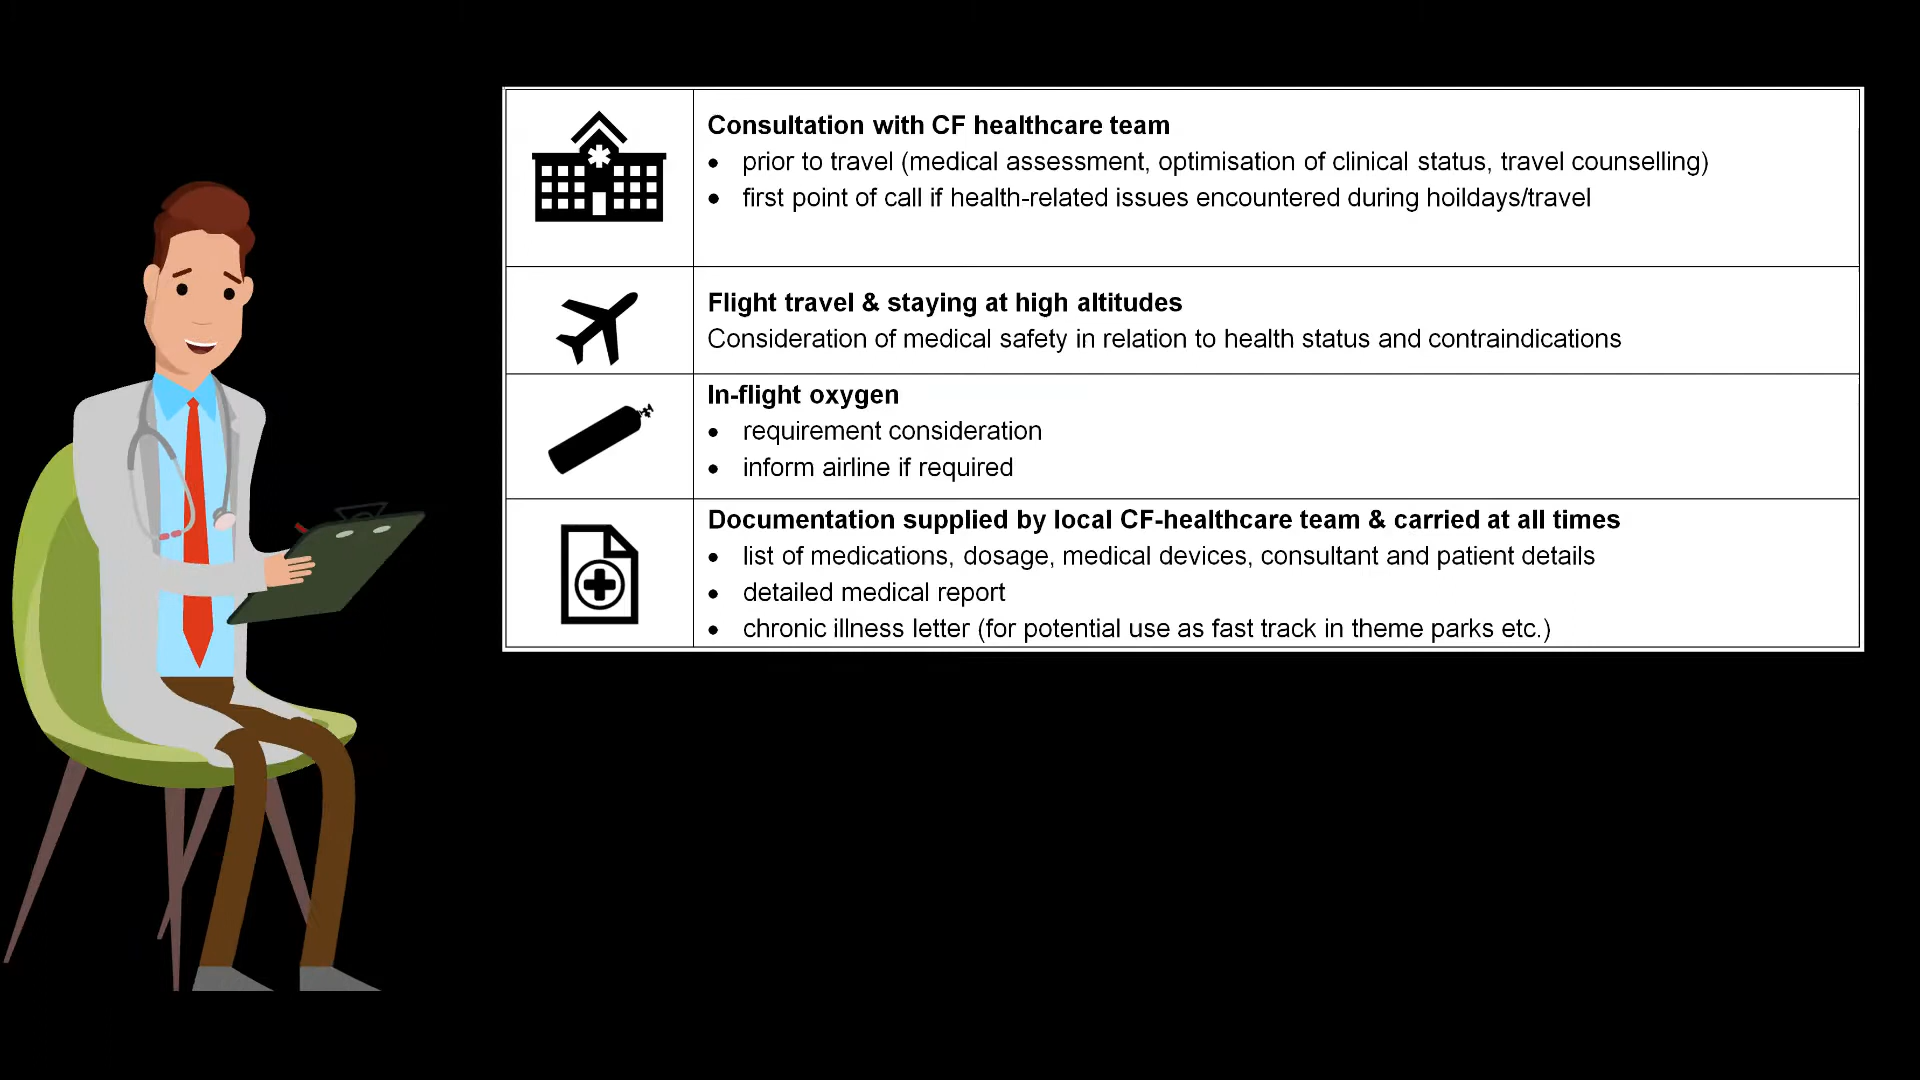 Consultation with CF healthcare team
• prior to travel (medical assessment, optimisation of clinical status, travel counselling)
• first point of call if health-related issues encountered during hoildays/travel
Flight travel & staying at high altitudes
Consideration of medical safety in relation to health status and contraindications
In-flight oxygen
• requirement consideration
• inform airline if required
Documentation supplied by local CF-healthcare team & carried at all times
• list of medications, dosage, medical devices, consultant and patient details
• detailed medical report
• chronic illness letter (for potential use as fast track in theme parks etc.)